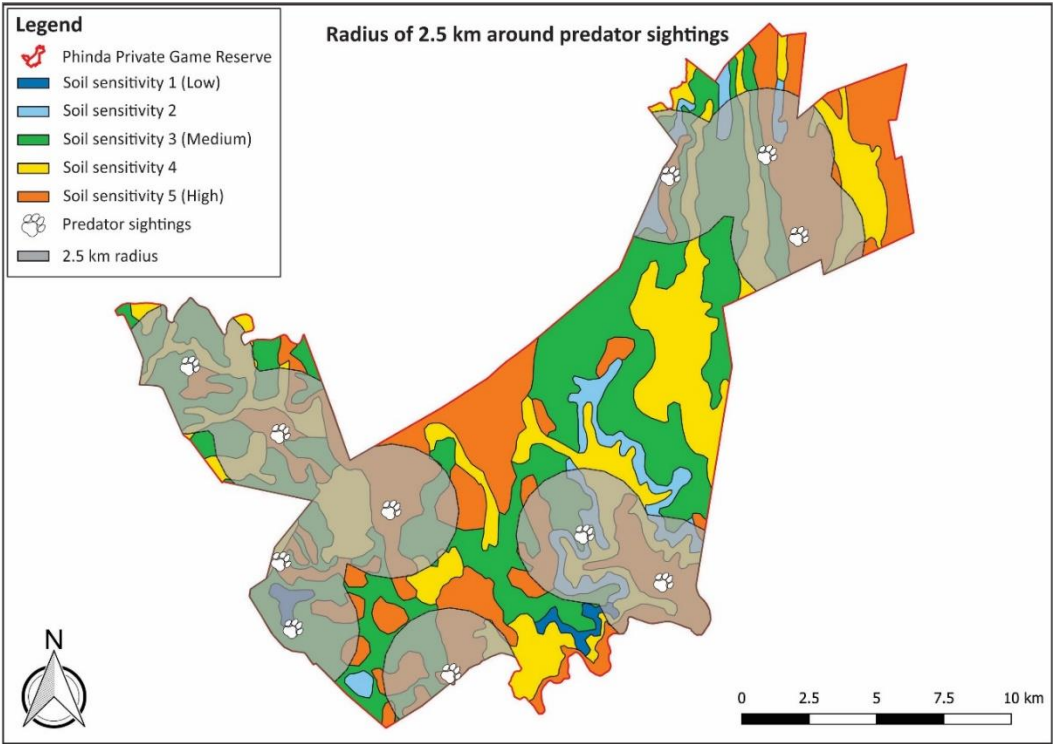 Legend
Phinda Private Game Reserve
Soil sensitivity 1 (Low)
Soil sensitivity 2
Soil sensitivity 3 (Medium)
Soil sensitivity 4
Soil sensitivity 5 (High)
Predator sightings
2.5 km radius
Radius of 2.5 km around predator sightings
N
0 2.5 5 7.5 10 km